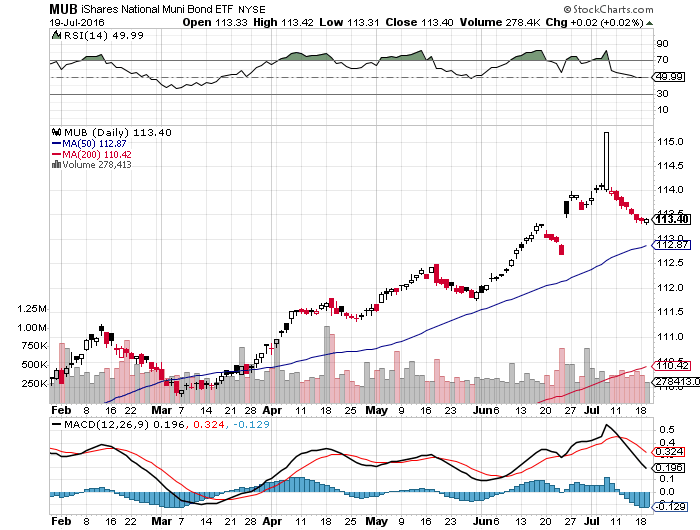 MUB iShares National Muni Bond ETF NYSE © StockCharts.com
19-Jul-2016 Open 113.33 High 113.42 Low 113.31 Close 113.40 Volume 278.4K Chg +0.02 (+0.02%)
RSI(14) 49.99
90
70
49.99
30
10
MUB (Daily) 113.40
MA(50) 112.87
MA(200) 110.42
Volume 278,413
115.0
114.5
114.0
113.40
112.87
112.5
112.0
111.5
1.25M
1.00M 111.0
750K
500K 110.42
250K 278413.0
Feb 8 16 22 Mar 7 14 21 28 Apr 11 18 25 May 9 16 23 Jun 6 13 20 27 Jul 11 18
MACD(12,26,9) 0.196, 0.324, -0.129
0.5
0.4
0.324
0.196
0.1
0.0
-0.129
Feb 8 16 22 Mar 7 14 21 28 Apr 11 18 25 May 9 16 23 Jun 6 13 20 27 Jul 11 18